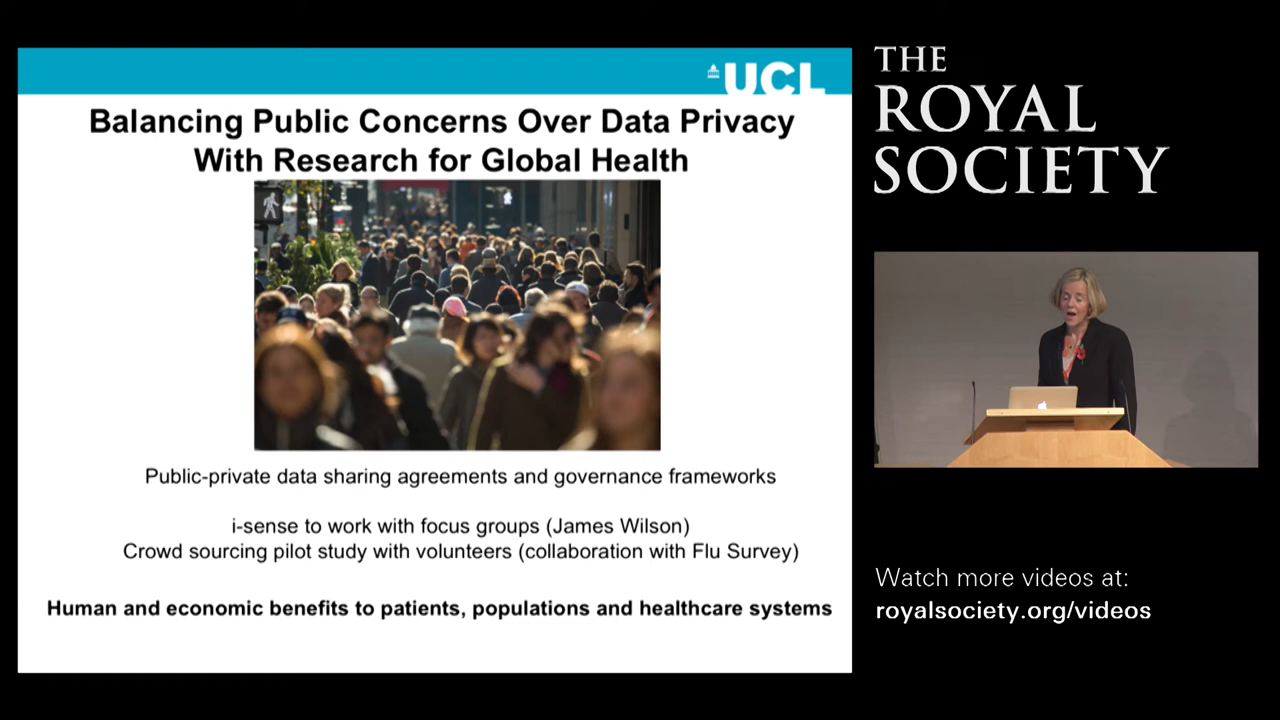 UCL
Balancing Public Concerns Over Data Privacy
With Research for Global Health
Public-private data sharing agreements and governance frameworks
i-sense to work with focus groups (James Wilson)
Crowd sourcing pilot study with volunteers (collaboration with Flu Survey)
Human and economic benefits to patients, populations and healthcare systems
THE
ROYAL
SOCIETY
Watch more videos at:
royalsociety.org/videos